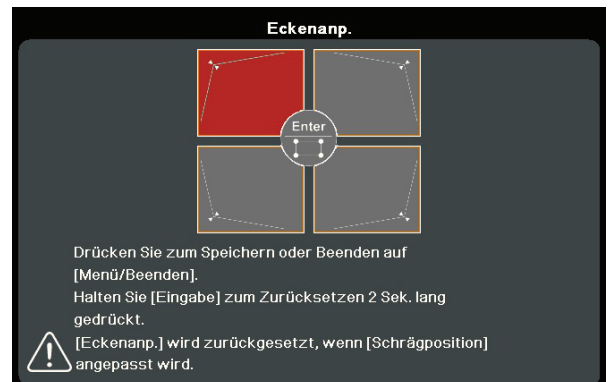 Eckenanp.
Enter
Drücken Sie zum Speichern oder Beenden auf
[Menü/Beenden].
Halten Sie [Eingabe] zum Zurücksetzen 2 Sek. lang
gedrückt.
[Eckenanp.] wird zurückgesetzt, wenn [Schrägposition]
angepasst wird.